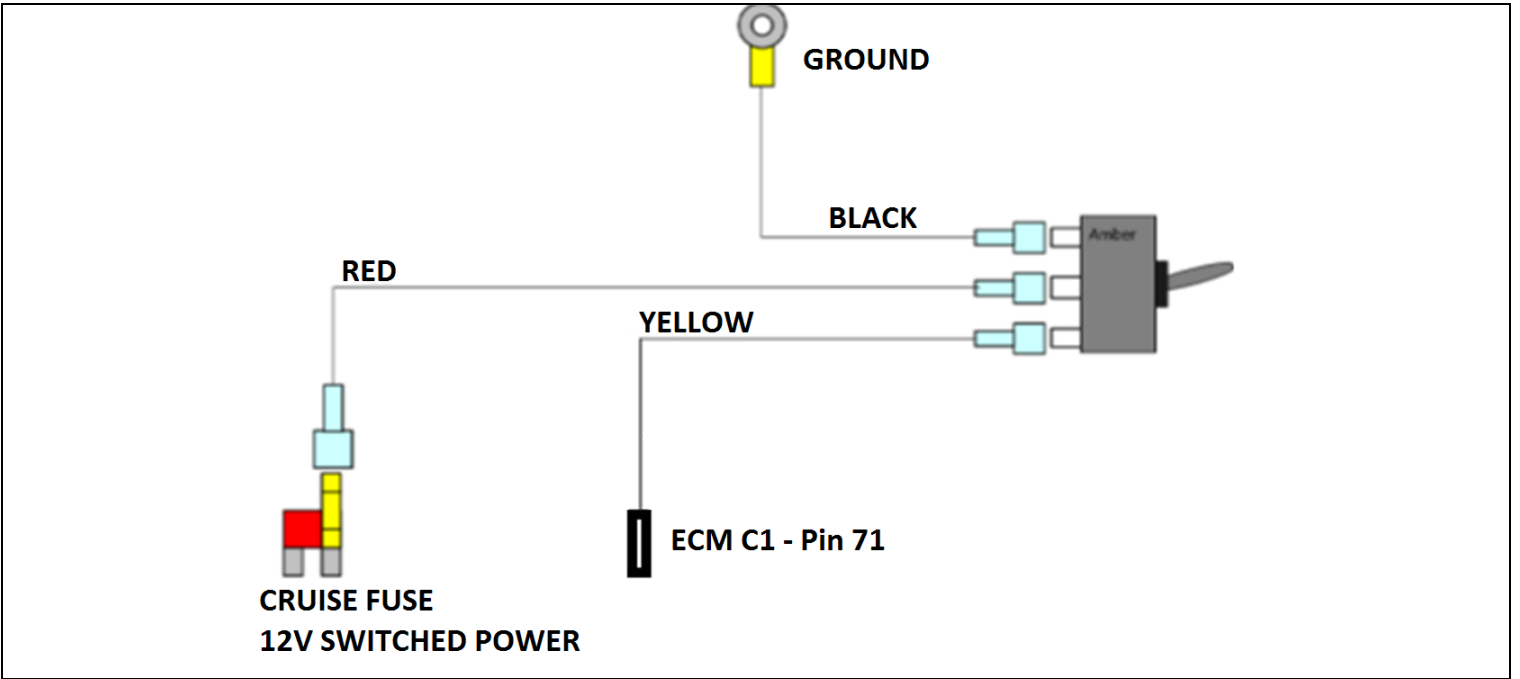 GROUND
BLACK
Amber
RED
YELLOW
ECM C1 - Pin 71
CRUISE FUSE
12V SWITCHED POWER